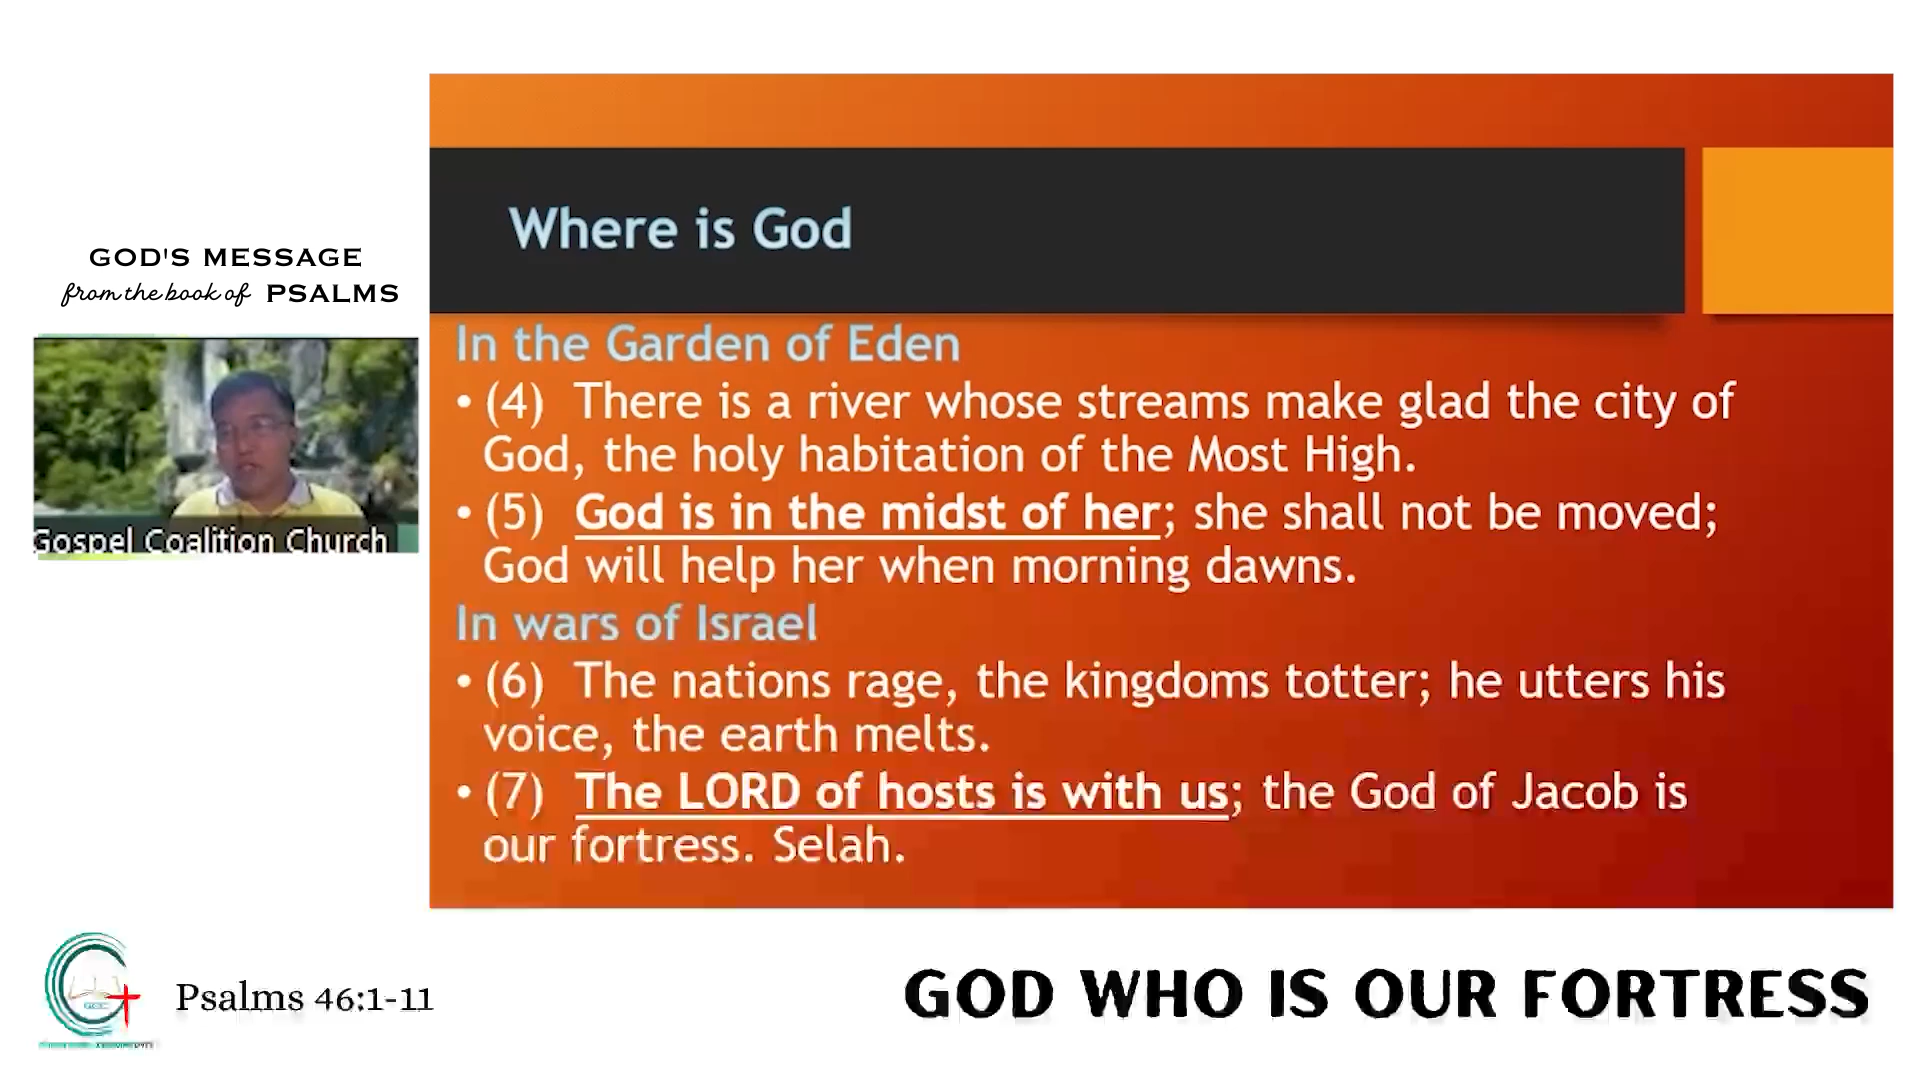 GOD'S MESSAGE
from the book of PSALMS
Gospel Coalition Church
Where is God
In the Garden of Eden
• (4) There is a river whose streams make glad the city of
God, the holy habitation of the Most High.
• (5) God is in the midst of her; she shall not be moved;
God will help her when morning dawns.
In wars of Israel
• (6) The nations rage, the kingdoms totter; he utters his
voice, the earth melts.
• (7) The LORD of hosts is with us; the God of Jacob is
our fortress. Selah.
Psalms 46:1-11
GOD WHO IS OUR FORTRESS